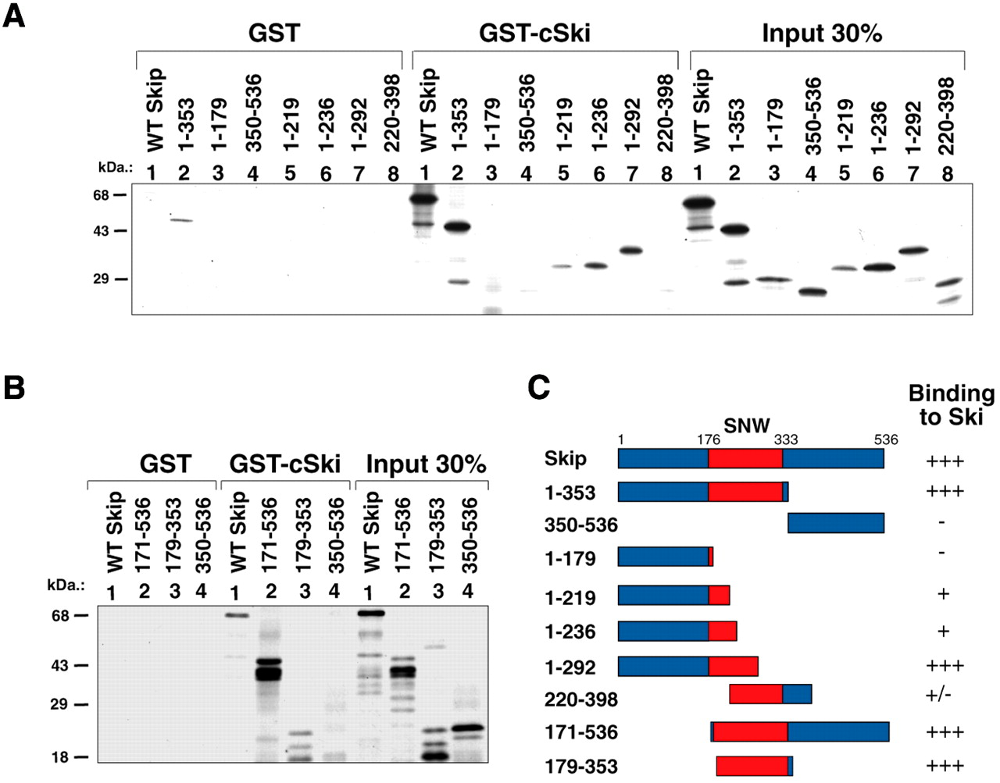 A
GST GST-cSki Input 30%
WT Skip 1-353 1-179 350-536 1-219 1-236 1-292 220-398 WT Skip 1-353 1-179 350-536 1-219 1-236 1-292 220-398 WT Skip 1-353 1-179 350-536 1-219 1-236 1-292 220-398
kDa.: 1 2 3 4 5 6 7 8 1 2 3 4 5 6 7 8 1 2 3 4 5 6 7 8
68
43
29
B
GST GST-cSki Input 30%
WT Skip 171-536 179-353 350-536 WT Skip 171-536 179-353 350-536 WT Skip 171-536 179-353 350-536
kDa.: 1 2 3 4 1 2 3 4 1 2 3 4
68
43
29
18
C
Binding
to Ski
SNW
1 176 333 536
Skip +++
1-353 +++
350-536 -
1-179 -
1-219 +
1-236 +
1-292 +++
220-398 +/-
171-536 +++
179-353 +++